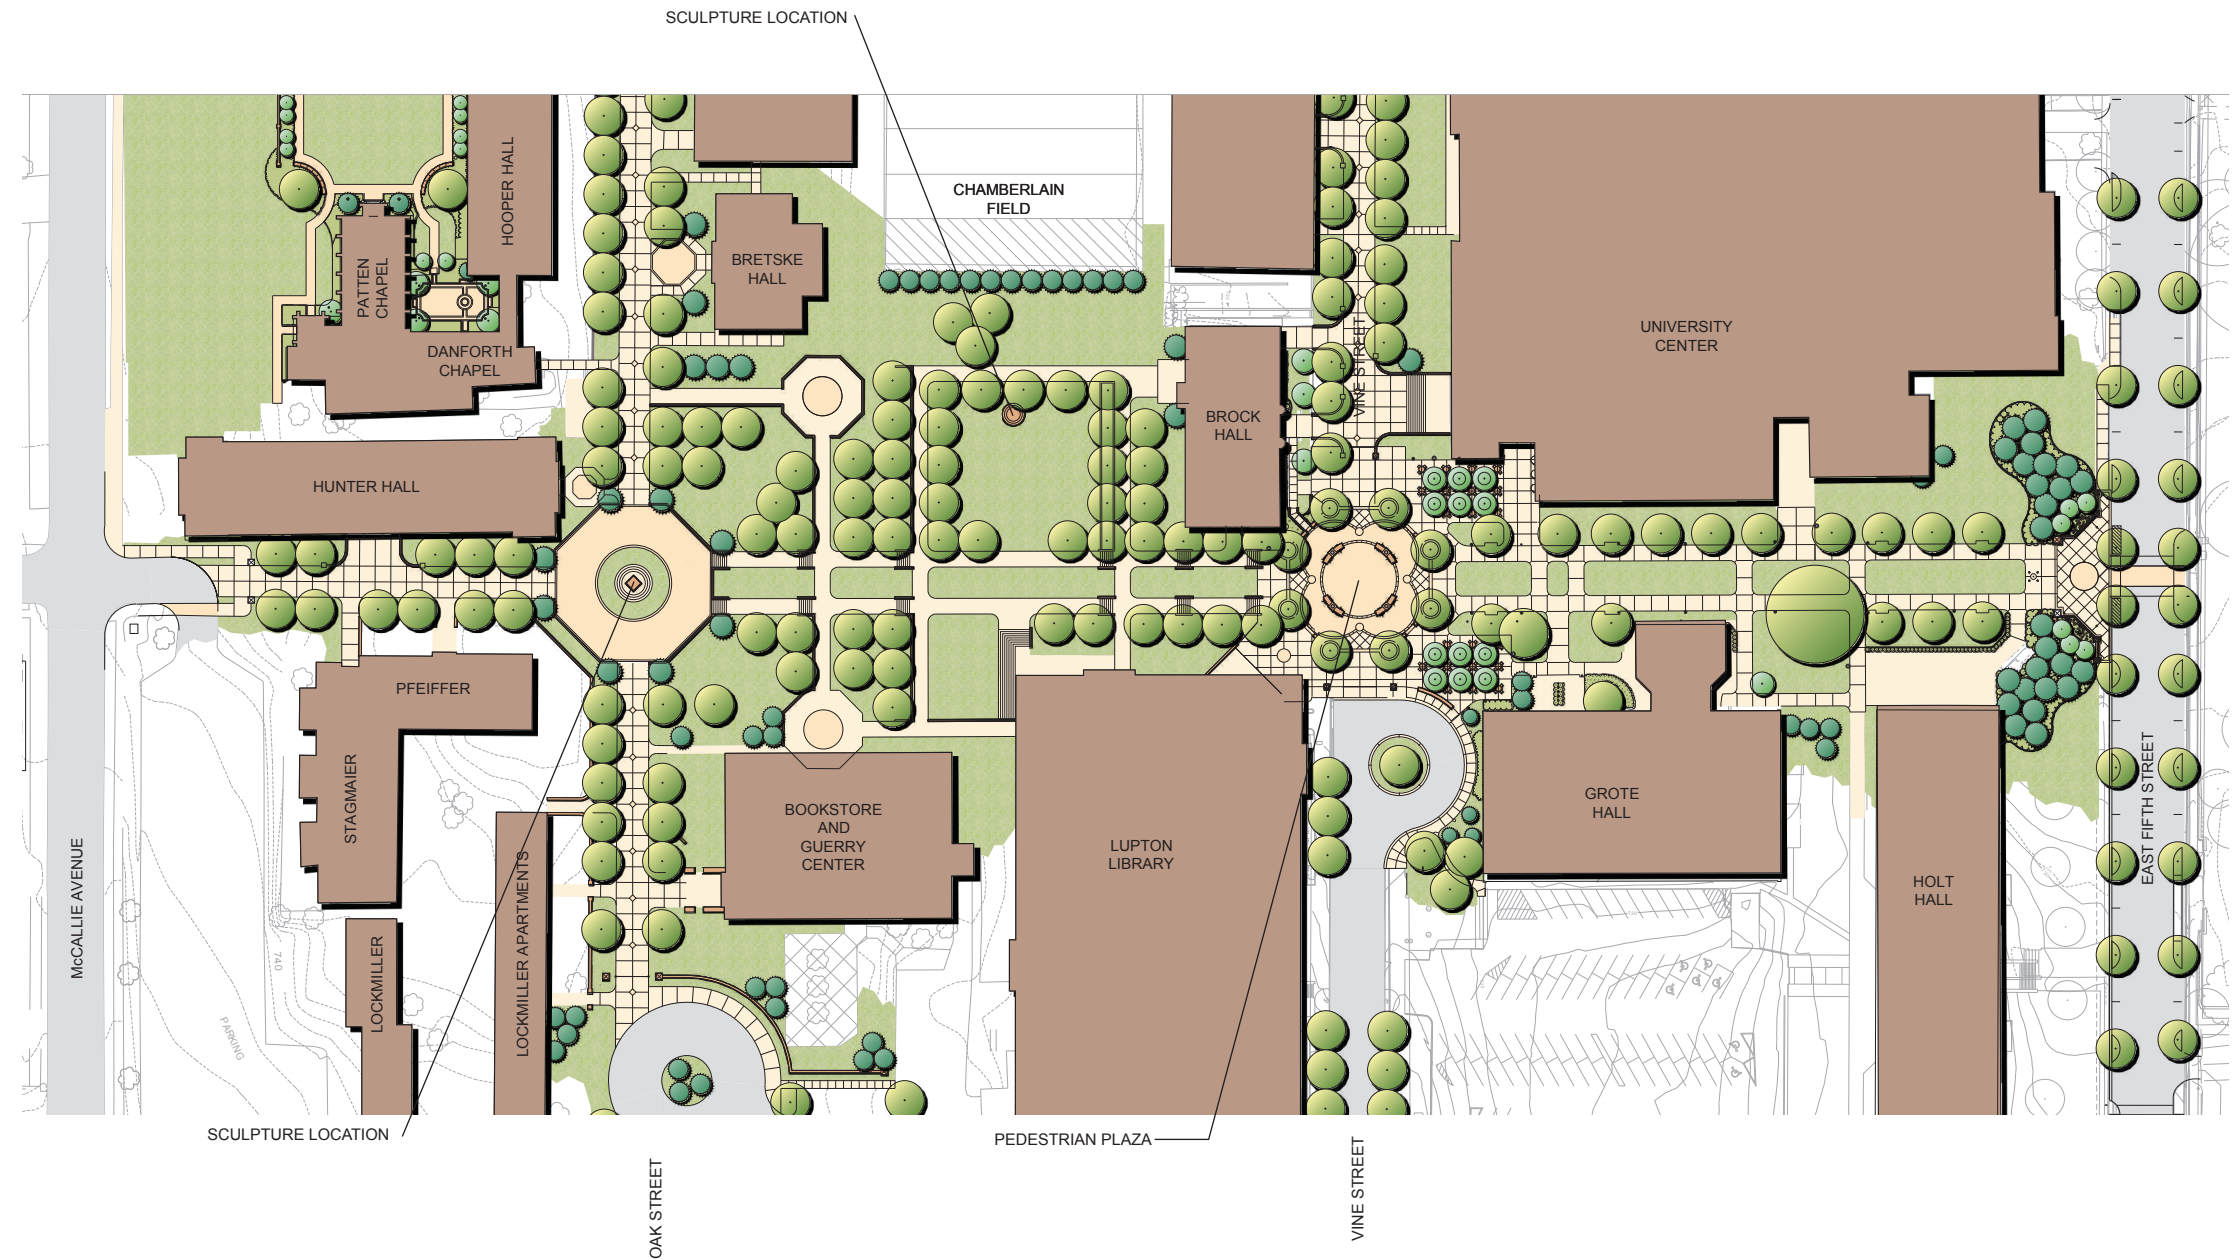 SCULPTURE LOCATION
CHAMBERLAIN
FIELD
HOOPER HALL
PATTEN
CHAPEL
BRETSKE
HALL
DANFORTH
CHAPEL
VINE STREET
UNIVERSITY
CENTER
BROCK
HALL
HUNTER HALL
PFEIFFER
STAGMAIER
BOOKSTORE
AND
GUERRY
CENTER
LUPTON
LIBRARY
GROTE
HALL
HOLT
HALL
EAST FIFTH STREET
McCALLIE AVENUE
LOCKMILLER
LOCKMILLER APARTMENTS
740
PARKING
SCULPTURE LOCATION
PEDESTRIAN PLAZA
OAK STREET
VINE STREET